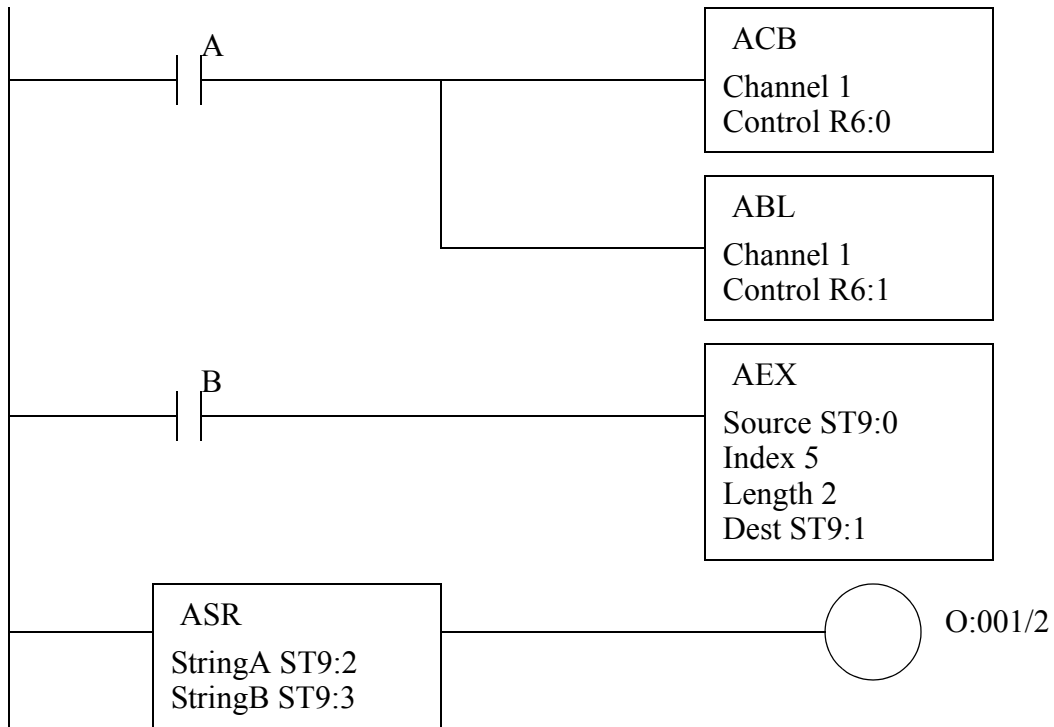 A
ACB
Channel 1
Control R6:0
ABL
Channel 1
Control R6:1
B
AEX
Source ST9:0
Index 5
Length 2
Dest ST9:1
ASR
StringA ST9:2
StringB ST9:3
O:001/2